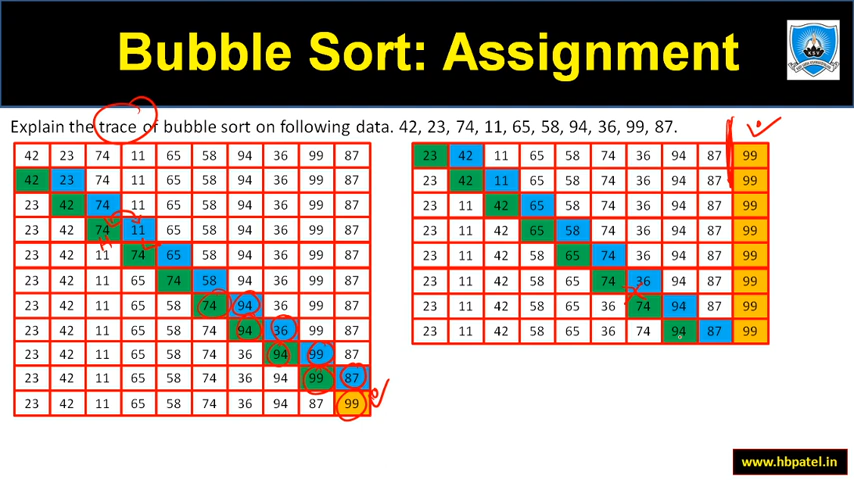 Bubble Sort: Assignment
Explain the trace of bubble sort on following data. 42, 23, 74, 11, 65, 58, 94, 36, 99, 87.
42 23 74 11 65 58 94 36 99 87
42 23 74 11 65 58 94 36 99 87
23 42 74 11 65 58 94 36 99 87
23 42 74 11 65 58 94 36 99 87
23 42 11 74 65 58 94 36 99 87
23 42 11 65 74 58 94 36 99 87
23 42 11 65 58 74 94 36 99 87
23 42 11 65 58 74 94 36 99 87
23 42 11 65 58 74 36 94 99 87
23 42 11 65 58 74 36 94 99 87
23 42 11 65 58 74 36 94 87 99
23 42 11 65 58 74 36 94 87 99
23 42 11 65 58 74 36 94 87 99
23 11 42 65 58 74 36 94 87 99
23 11 42 65 58 74 36 94 87 99
23 11 42 58 65 74 36 94 87 99
23 11 42 58 65 74 36 94 87 99
23 11 42 58 65 36 74 94 87 99
23 11 42 58 65 36 74 94 87 99
www.hbpatel.in